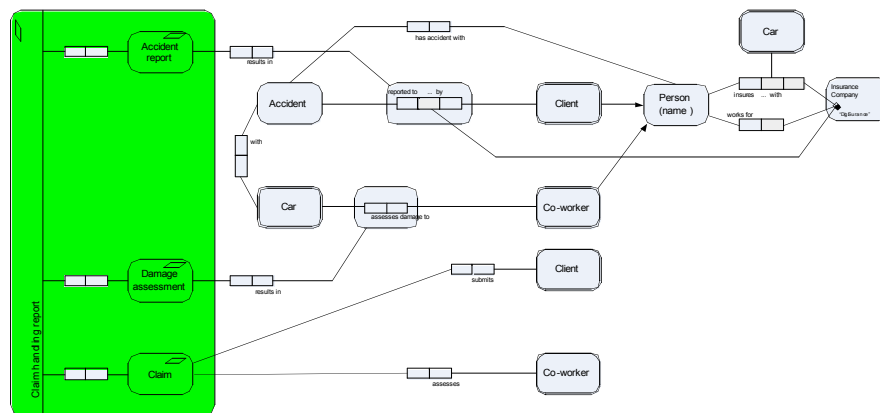 has accident with
Car
Accident
report
results in
Insurance
Company
reported to ... by
Accident
Client
Person
(name )
insures ... with
works for
with
Car
assesses damage to
Co-worker
Damage
assessment
results in
Client
submits
Claim
assesses
Co-worker
Claim handing report